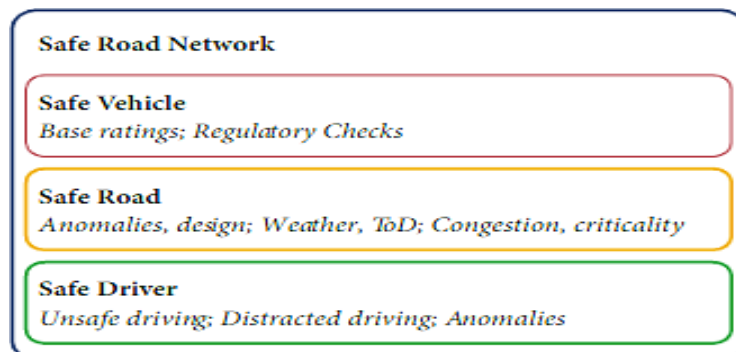 Safe Road Network
Safe Vehicle
Base ratings; Regulatory Checks
Safe Road
Anomalies, design; Weather, ToD; Congestion, criticality
Safe Driver
Unsafe driving; Distracted driving; Anomalies